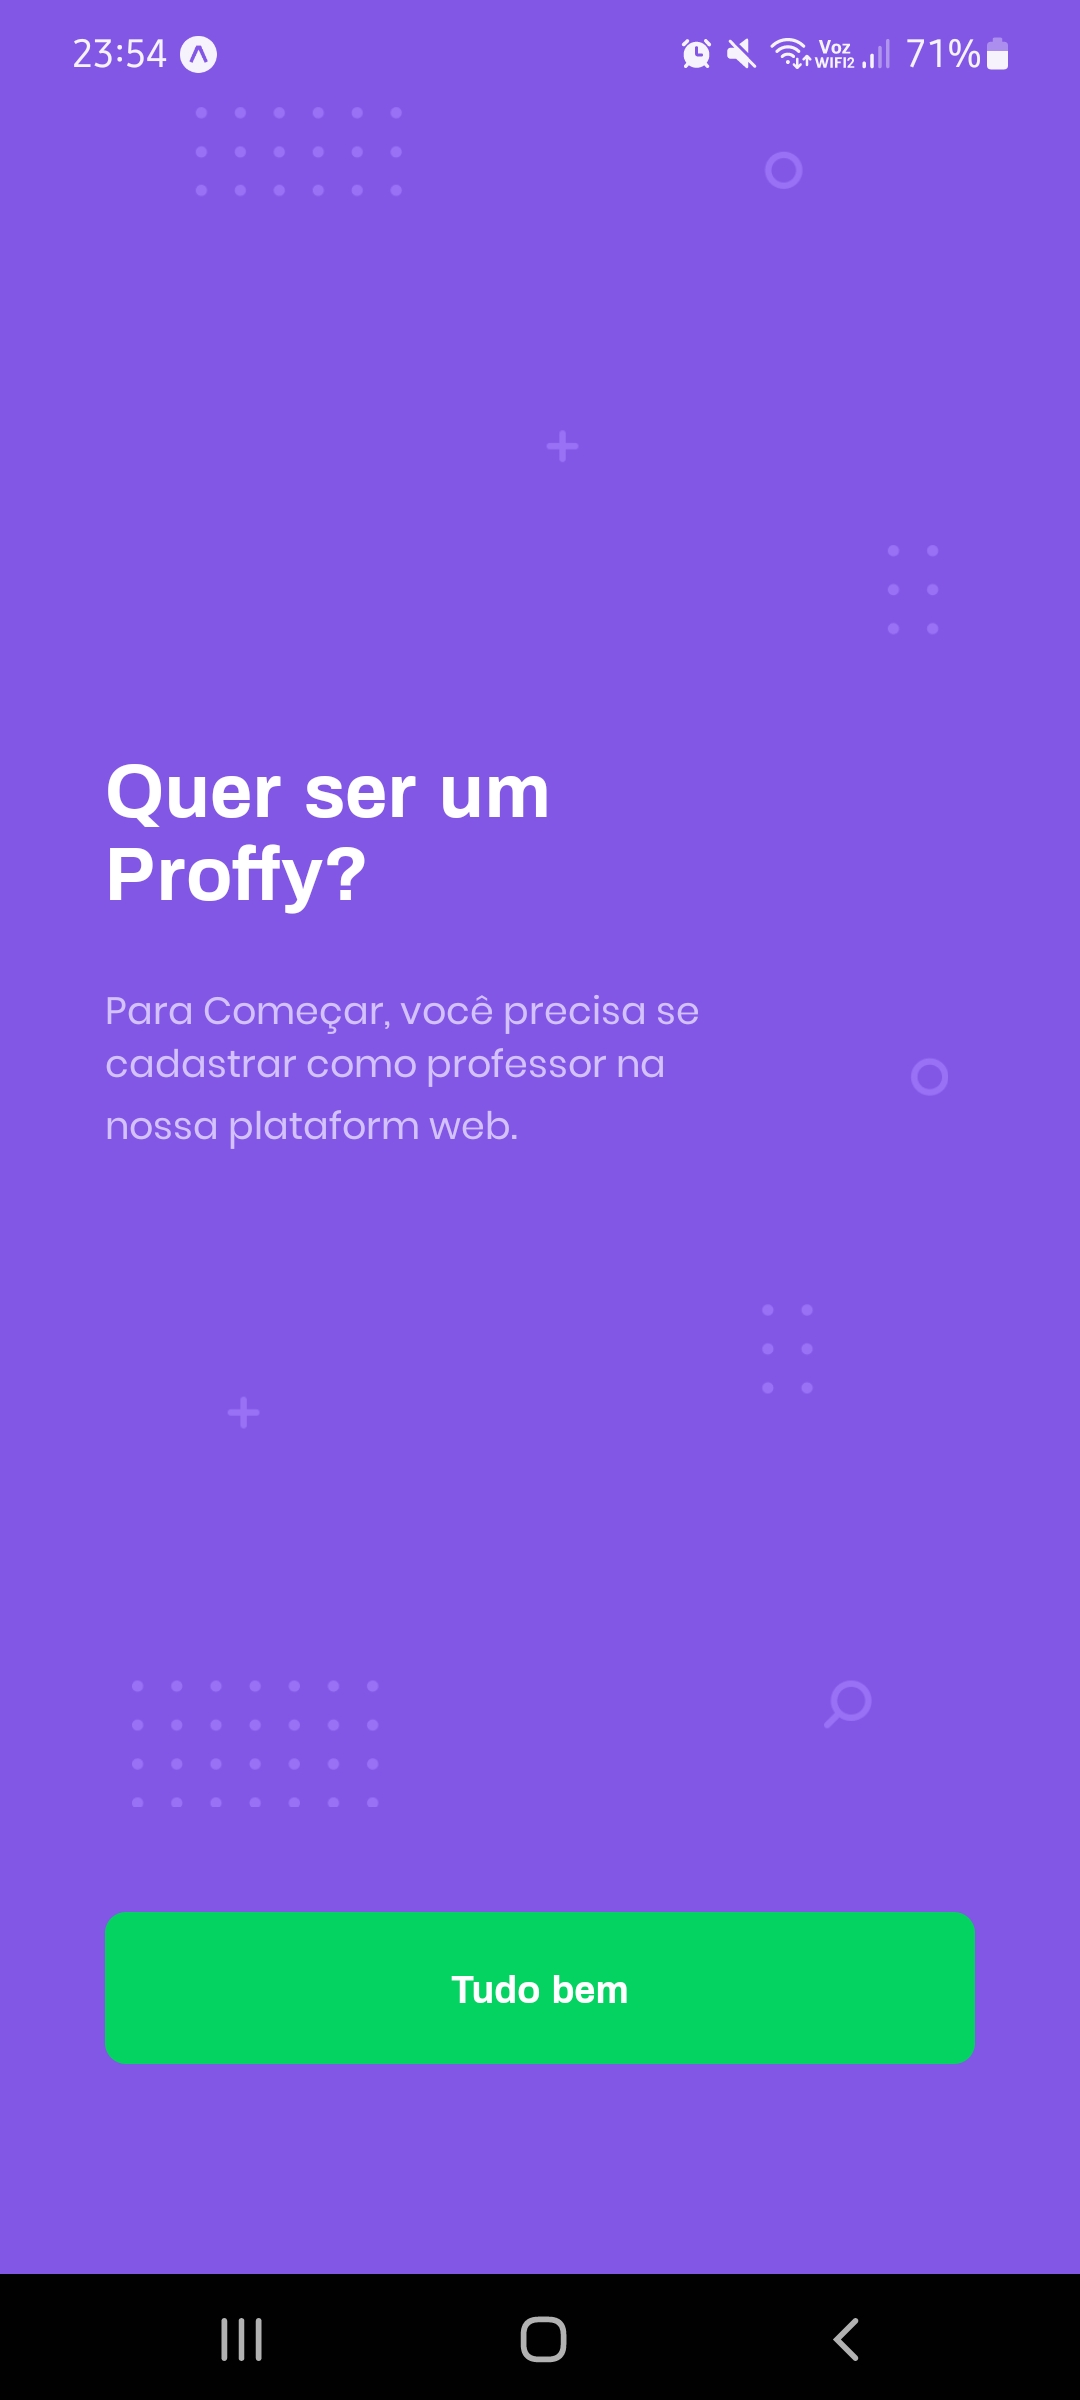 23:54
Voz
WIFI2
71%
Quer ser um
Proffy?
Para Começar, você precisa se
cadastrar como professor na
nossa plataform web.
Tudo bem